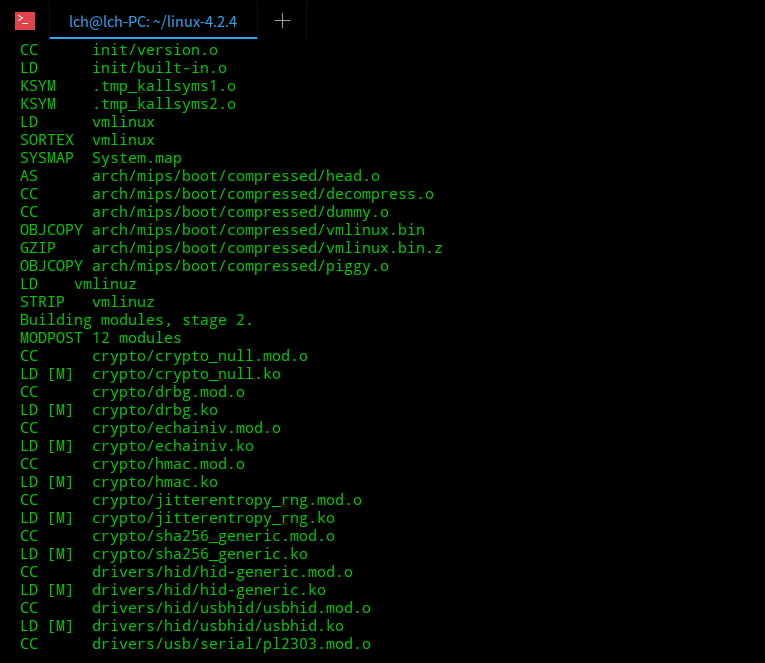 lch@lch-PC: ~/linux-4.2.4
CC      init/version.o
LD      init/built-in.o
KSYM    .tmp_kallsyms1.o
KSYM    .tmp_kallsyms2.o
LD      vmlinux
SORTEX  vmlinux
SYSMAP  System.map
AS      arch/mips/boot/compressed/head.o
CC      arch/mips/boot/compressed/decompress.o
CC      arch/mips/boot/compressed/dummy.o
OBJCOPY arch/mips/boot/compressed/vmlinux.bin
GZIP    arch/mips/boot/compressed/vmlinux.bin.z
OBJCOPY arch/mips/boot/compressed/piggy.o
LD    vmlinuz
STRIP   vmlinuz
Building modules, stage 2.
MODPOST 12 modules
CC      crypto/crypto_null.mod.o
LD [M]  crypto/crypto_null.ko
CC      crypto/drbg.mod.o
LD [M]  crypto/drbg.ko
CC      crypto/echainiv.mod.o
LD [M]  crypto/echainiv.ko
CC      crypto/hmac.mod.o
LD [M]  crypto/hmac.ko
CC      crypto/jitterentropy_rng.mod.o
LD [M]  crypto/jitterentropy_rng.ko
CC      crypto/sha256_generic.mod.o
LD [M]  crypto/sha256_generic.ko
CC      drivers/hid/hid-generic.mod.o
LD [M]  drivers/hid/hid-generic.ko
CC      drivers/hid/usbhid/usbhid.mod.o
LD [M]  drivers/hid/usbhid/usbhid.ko
CC      drivers/usb/serial/pl2303.mod.o